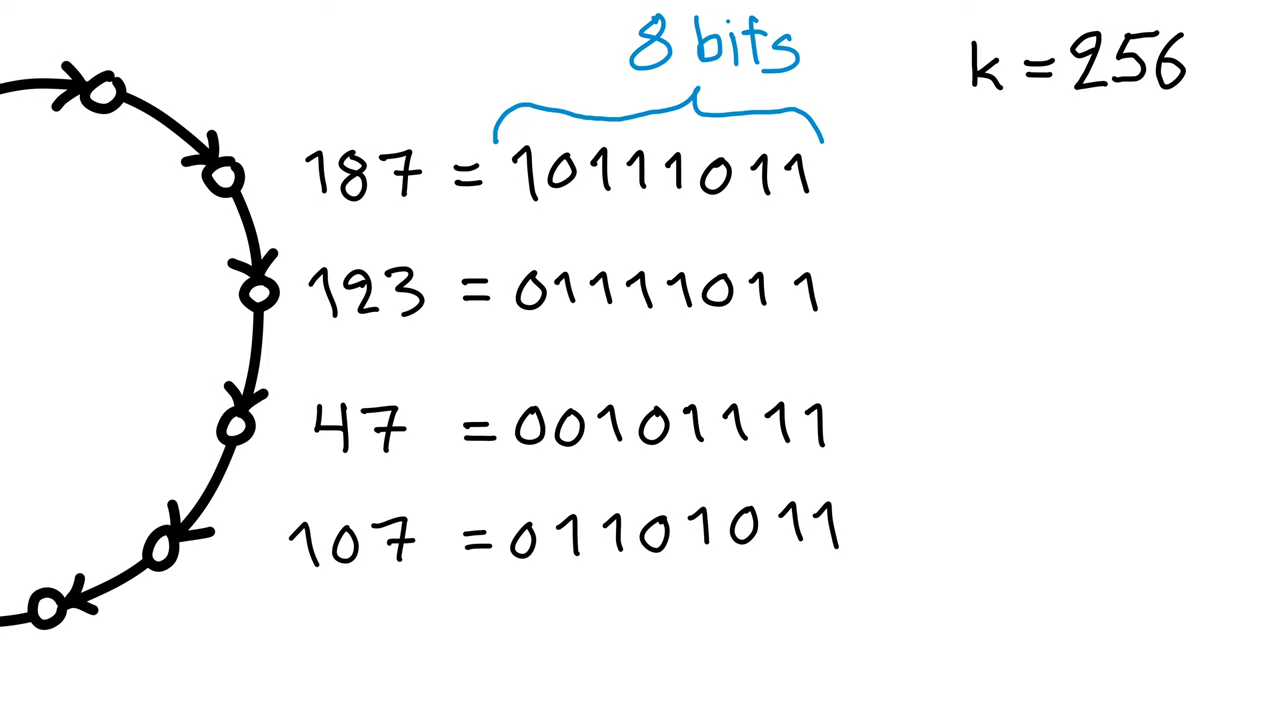 8 bits
k = 256
187 = 10111011
123 = 01111011
47 = 00101111
107 = 01101011